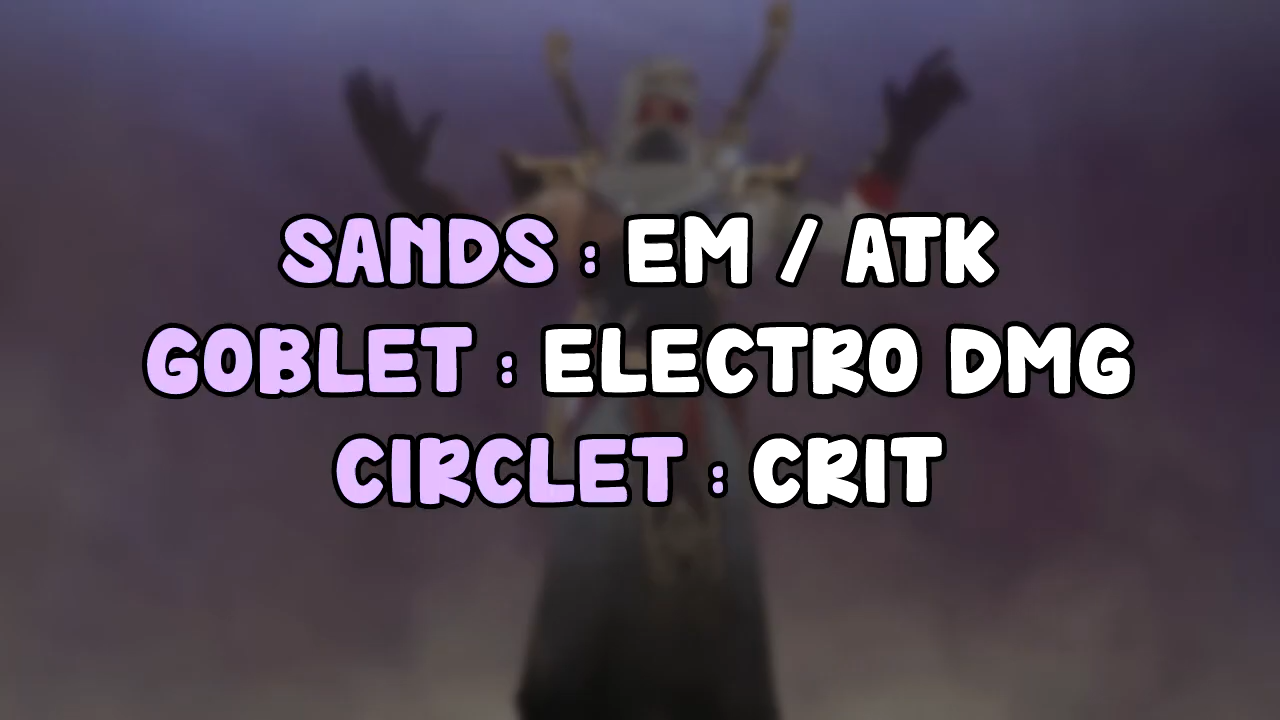 SANDS : EM / ATK
GOBLET : ELECTRO DMG
CIRCLET : CRIT